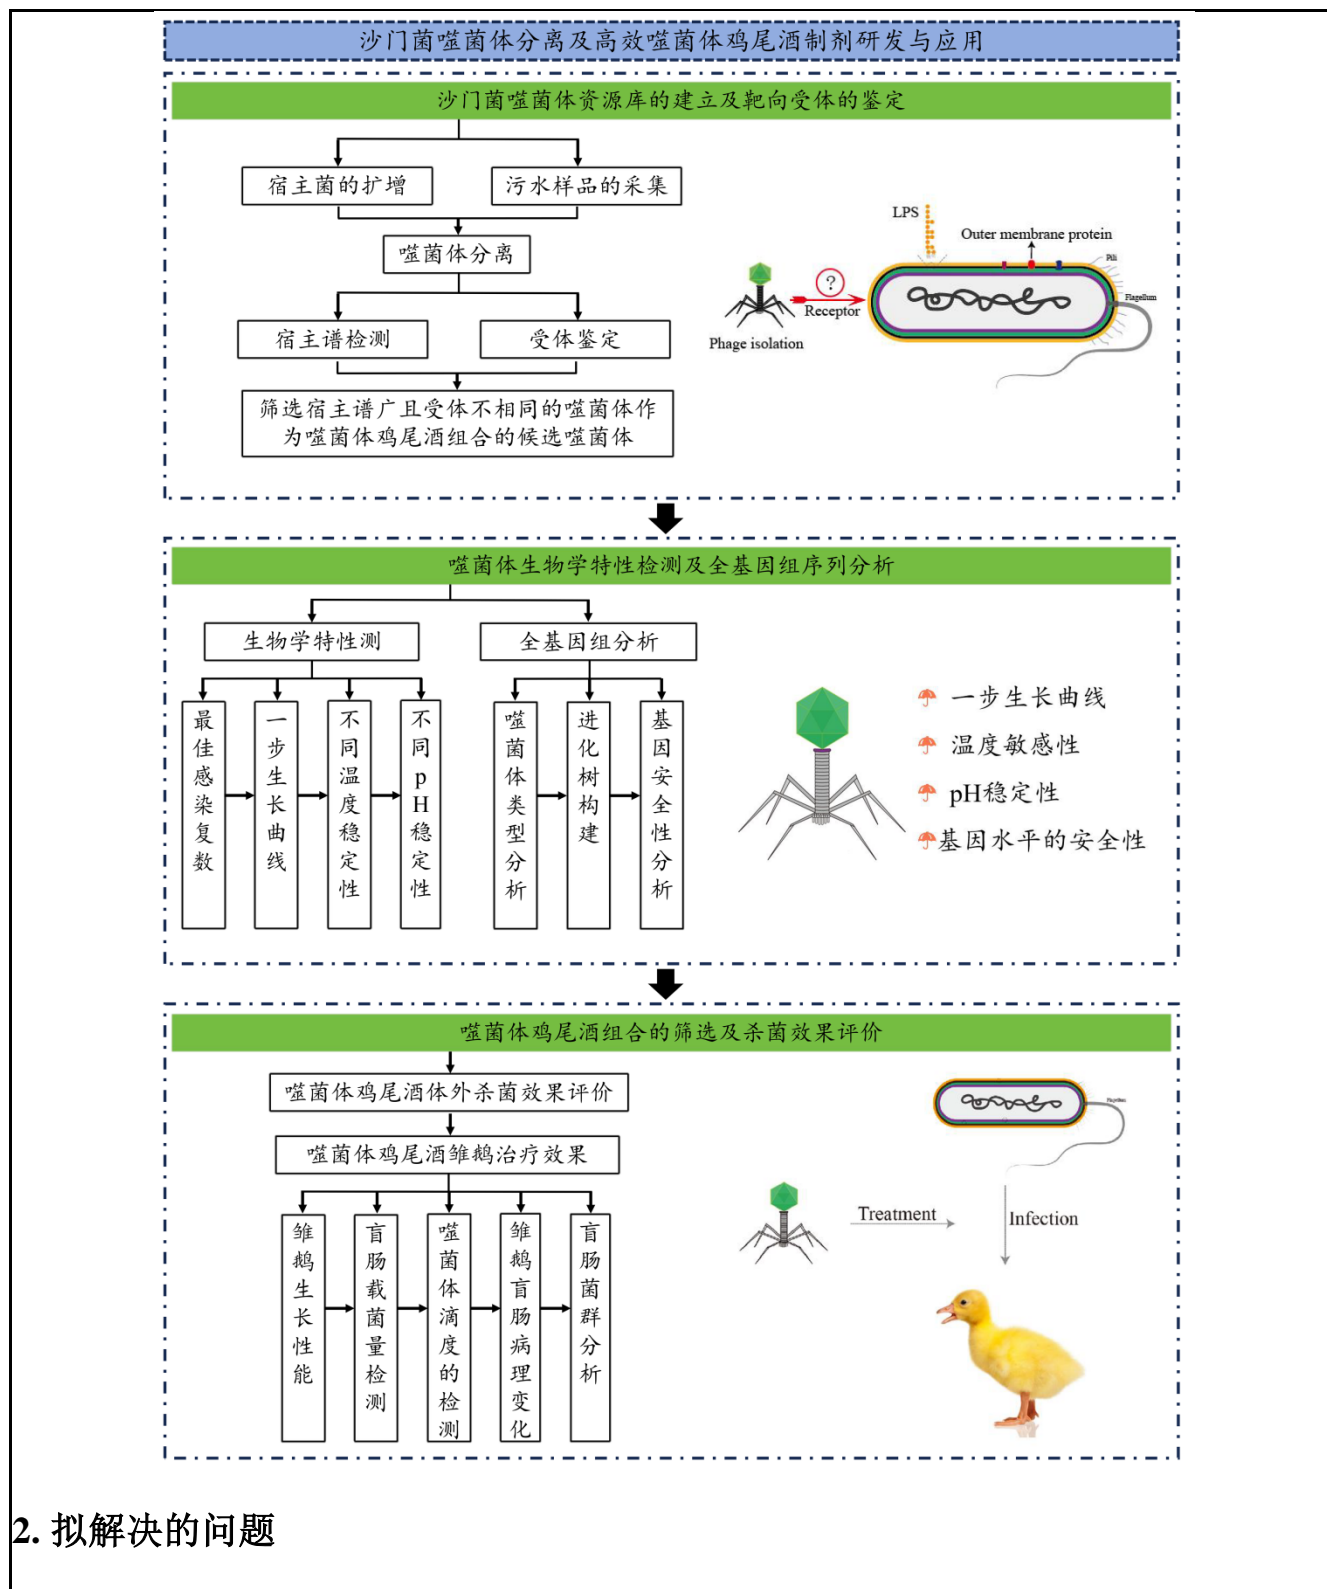 沙门菌噬菌体分离及高效噬菌体鸡尾酒制剂研发与应用
沙门菌噬菌体资源库的建立及靶向受体的鉴定
宿主菌的扩增
污水样品的采集
噬菌体分离
宿主谱检测
受体鉴定
筛选宿主谱广且受体不相同的噬菌体作
为噬菌体鸡尾酒组合的候选噬菌体
LPS
Outer membrane protein
Pili
?
Flagellum
Receptor
Phage isolation
噬菌体生物学特性检测及全基因组序列分析
生物学特性测
全基因组分析
最佳感染复数
一步生长曲线
不同温度稳定性
不同pH稳定性
噬菌体类型分析
进化树构建
基因安全性分析
一步生长曲线
温度敏感性
pH稳定性
基因水平的安全性
噬菌体鸡尾酒组合的筛选及杀菌效果评价
噬菌体鸡尾酒体外杀菌效果评价
噬菌体鸡尾酒雏鹅治疗效果
雏鹅生长性能
盲肠载菌量检测
噬菌体滴度的检测
雏鹅盲肠病理变化
盲肠菌群分析
Flagellum
Treatment
Infection
2. 拟解决的问题